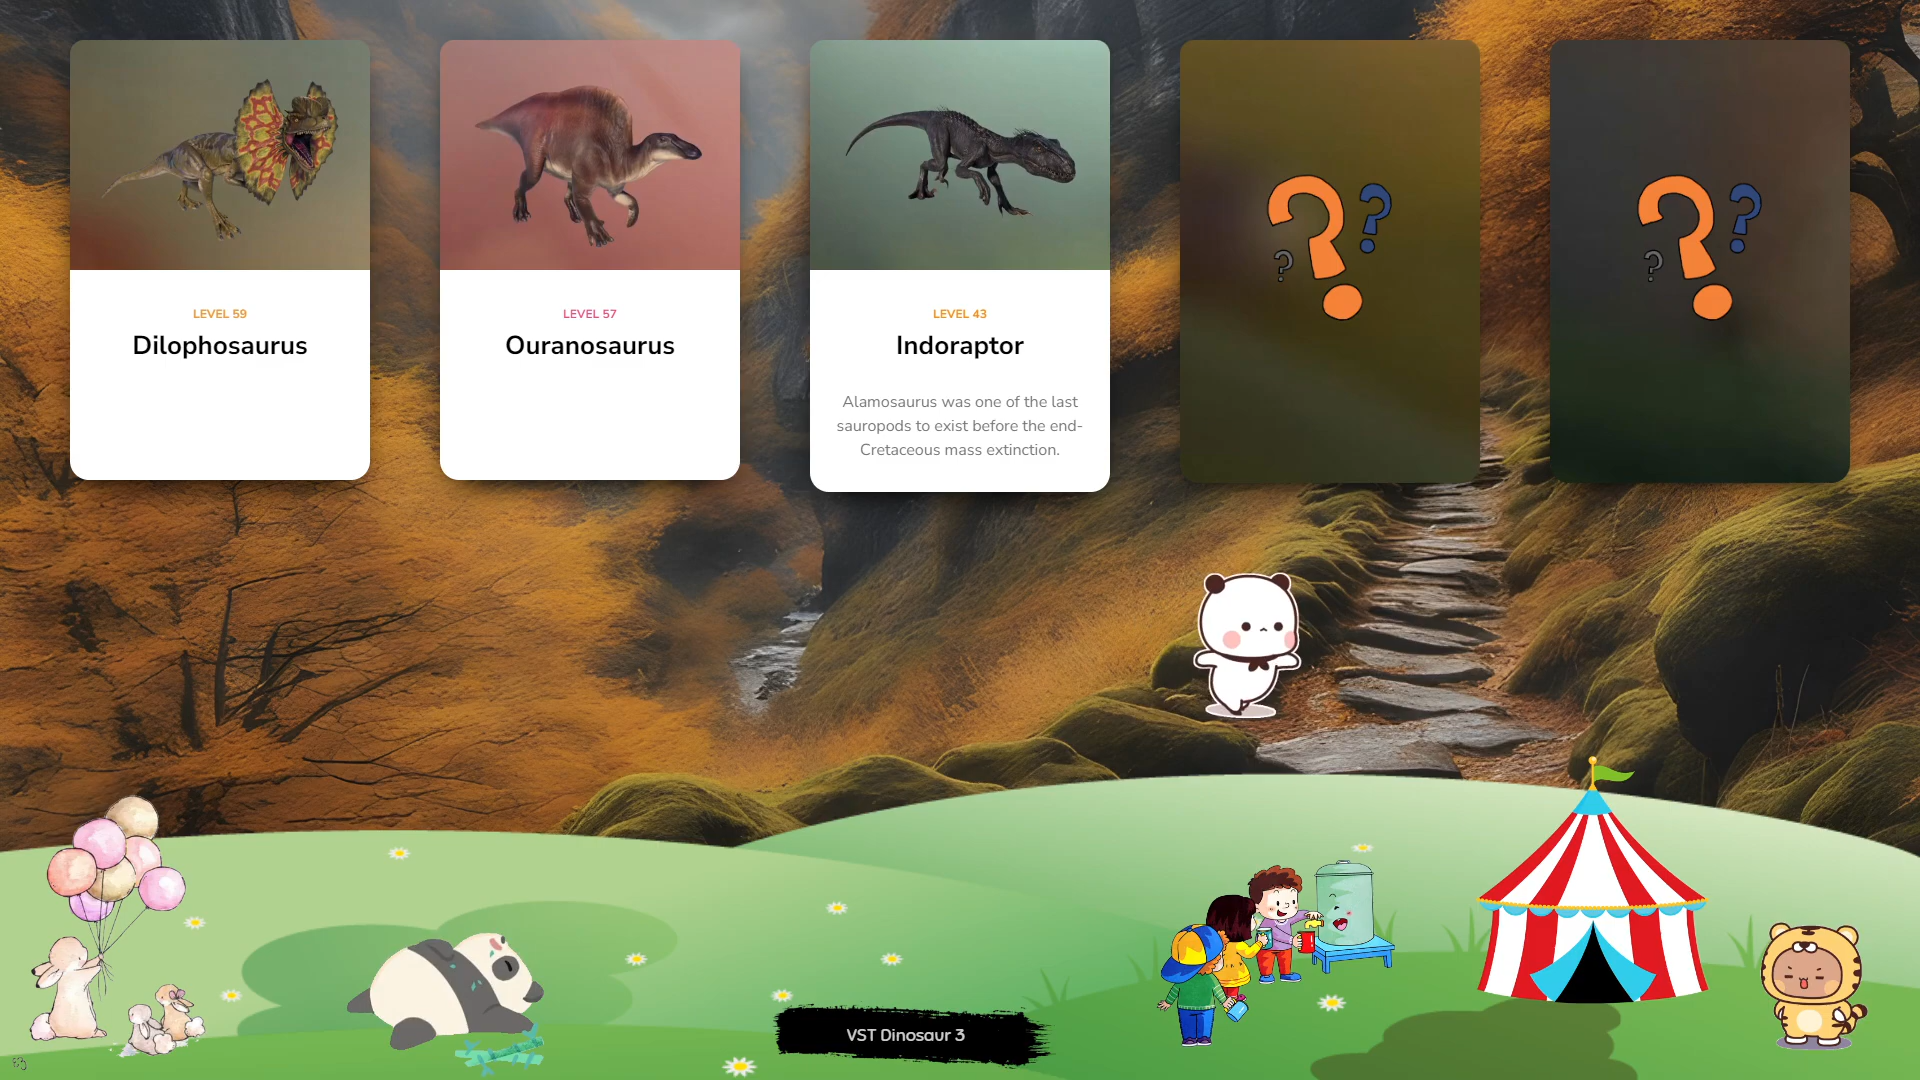 LEVEL 59
Dilophosaurus
LEVEL 57
Ouranosaurus
LEVEL 43
Indoraptor
Alamosaurus was one of the last
sauropods to exist before the end-
Cretaceous mass extinction.
? ? ?
? ? ?
VST Dinosaur 3